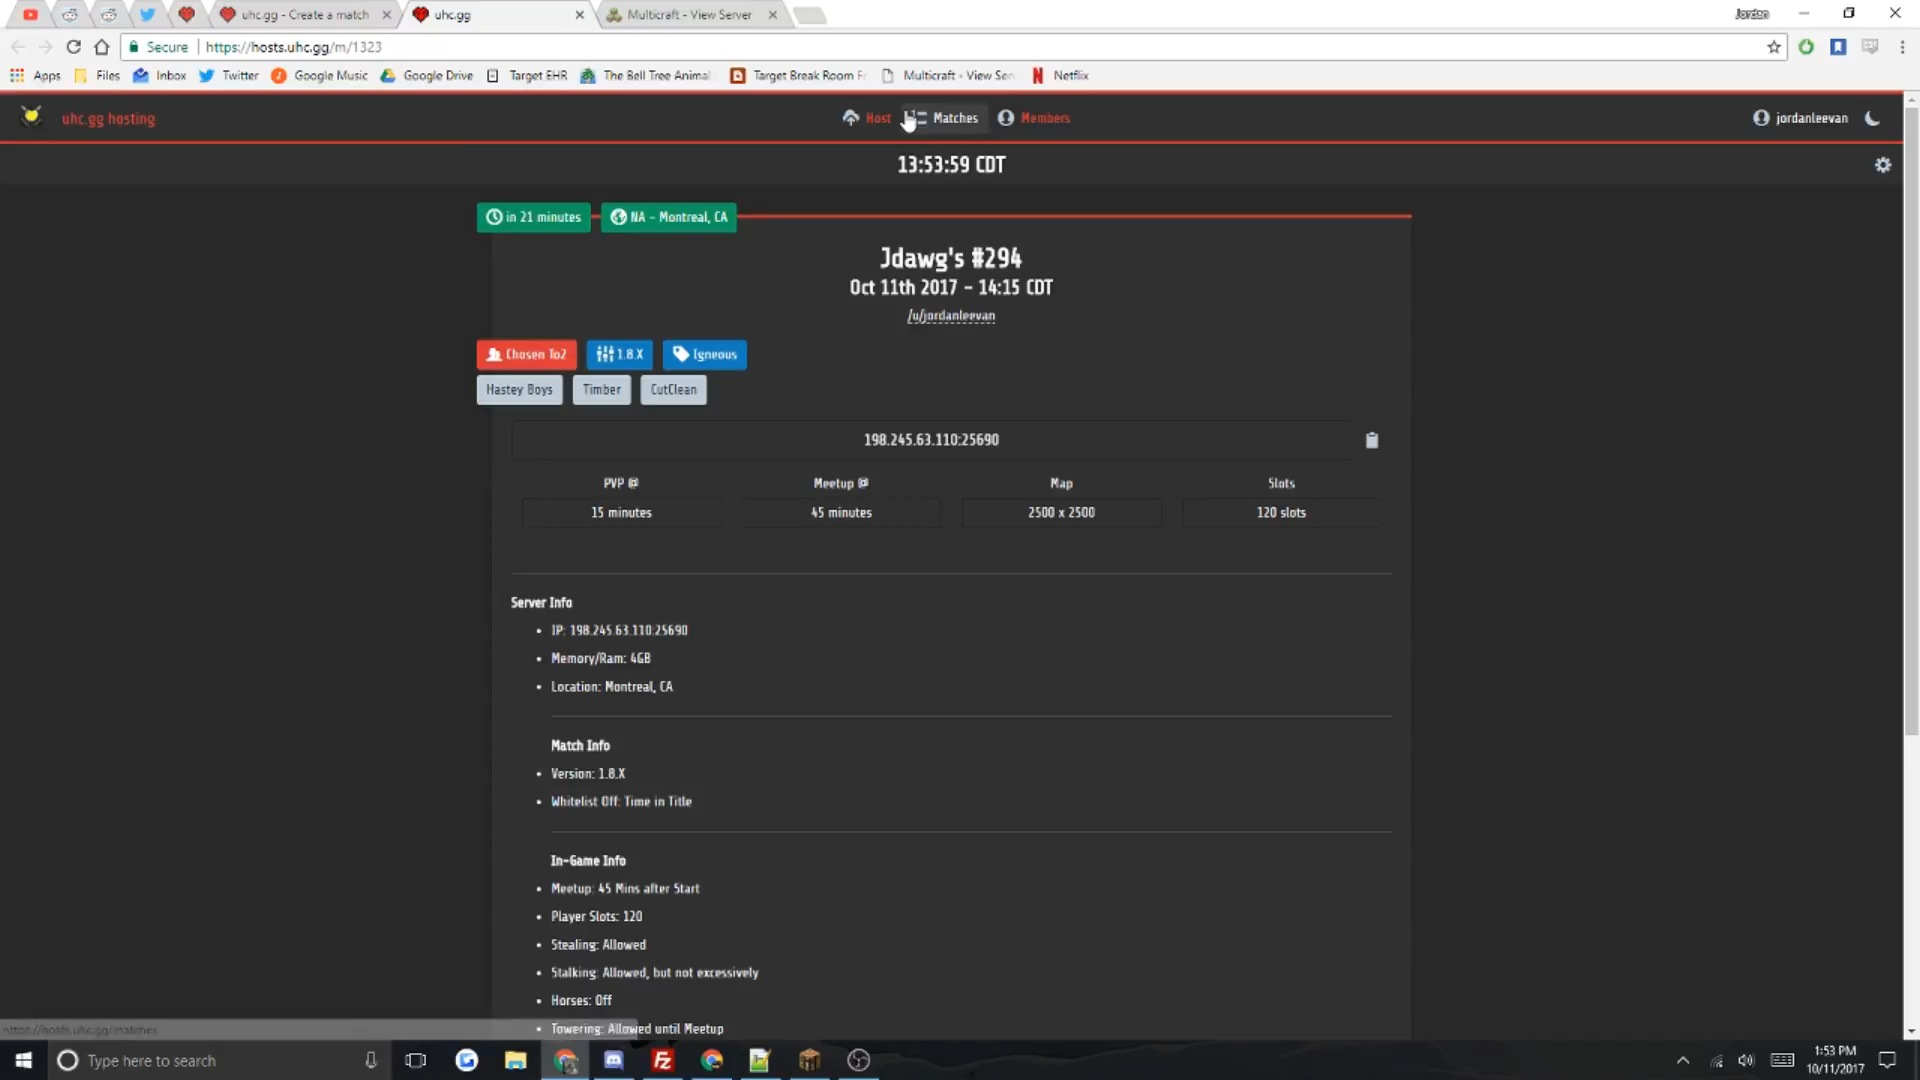 uhc.gg - Create a match
uhc.gg
Multicraft - View Server
Jordan
Secure
https://hosts.uhc.gg/m/1323
Apps
Files
Inbox
Twitter
Google Music
Google Drive
Target EHR
The Bell Tree Animal
Target Break Room F
Multicraft - View Ser
Netflix
uhc.gg hosting
Host
Matches
Members
jordanleevan
13:53:59 CDT
in 21 minutes
NA - Montreal, CA
Jdawg's #294
Oct 11th 2017 - 14:15 CDT
/u/jordanleevan
Chosen To2
1.8.X
Igneous
Hastey Boys
Timber
CutClean
198.245.63.110:25690
PVP @
Meetup @
Map
Slots
15 minutes
45 minutes
2500 x 2500
120 slots
Server Info
• IP: 198.245.63.110:25690
• Memory/Ram: 4GB
• Location: Montreal, CA
Match Info
• Version: 1.8.X
• Whitelist Off: Time in Title
In-Game Info
• Meetup: 45 Mins after Start
• Player Slots: 120
• Stealing: Allowed
• Stalking: Allowed, but not excessively
• Horses: Off
• Towering: Allowed until Meetup
https://hosts.uhc.gg/matches
Type here to search
1:53 PM
10/11/2017